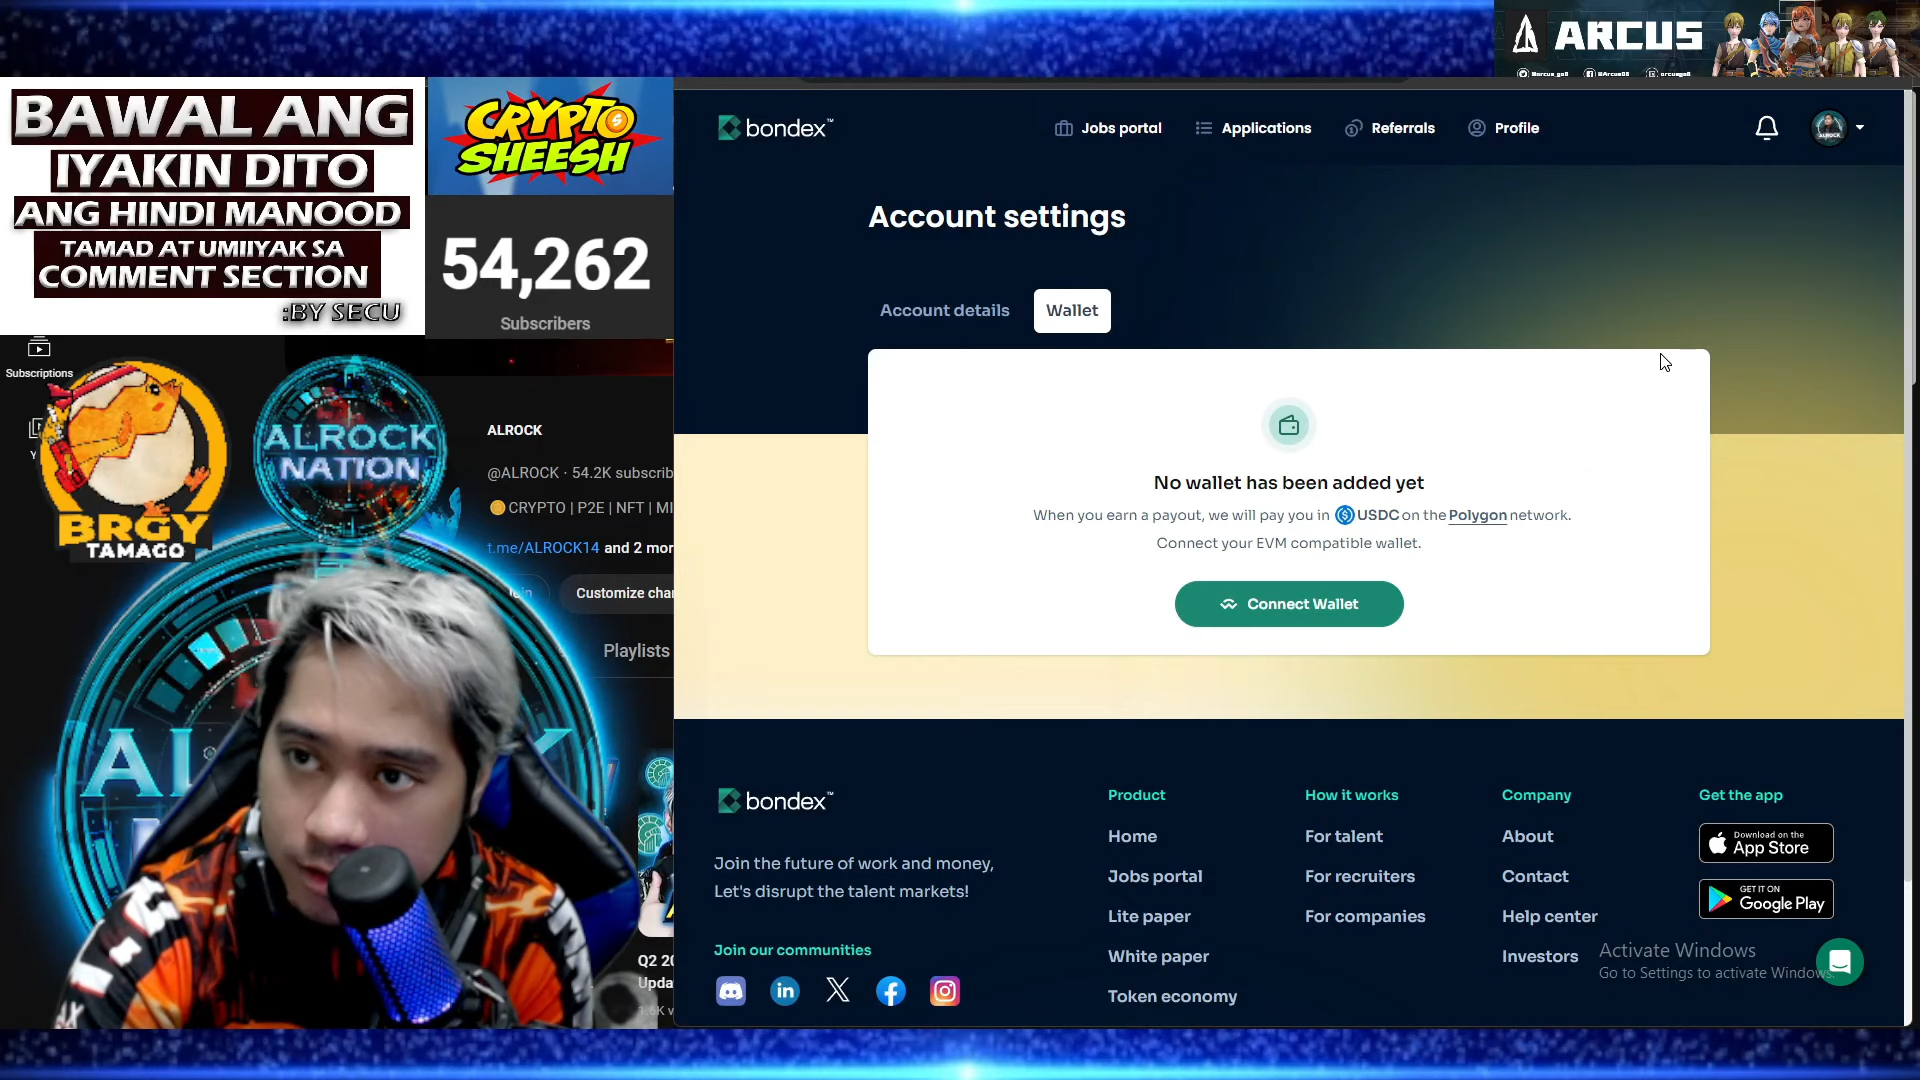 ARCUS
BAWAL ANG
IYAKIN DITO
ANG HINDI MANOOD
TAMAD AT UMIIYAK SA
COMMENT SECTION
:BY SECU
CRYPTO
SHEESH
54,262
Subscribers
Subscriptions
BRGY
TAMAGO
ALROCK
NATION
ALROCK
@ALROCK · 54.2K subscrib
CRYPTO | P2E | NFT | MI
t.me/ALROCK14 and 2 mor
Customize chan
Playlists
Q2 20
Upda
bondex™
Jobs portal
Applications
Referrals
Profile
Account settings
Account details
Wallet
No wallet has been added yet
When you earn a payout, we will pay you in USDC on the Polygon network.
Connect your EVM compatible wallet.
Connect Wallet
bondex™
Join the future of work and money,
Let's disrupt the talent markets!
Join our communities
Product
Home
Jobs portal
Lite paper
White paper
Token economy
How it works
For talent
For recruiters
For companies
Company
About
Contact
Help center
Investors
Get the app
Download on the
App Store
GET IT ON
Google Play
Activate Windows
Go to Settings to activate Windows.